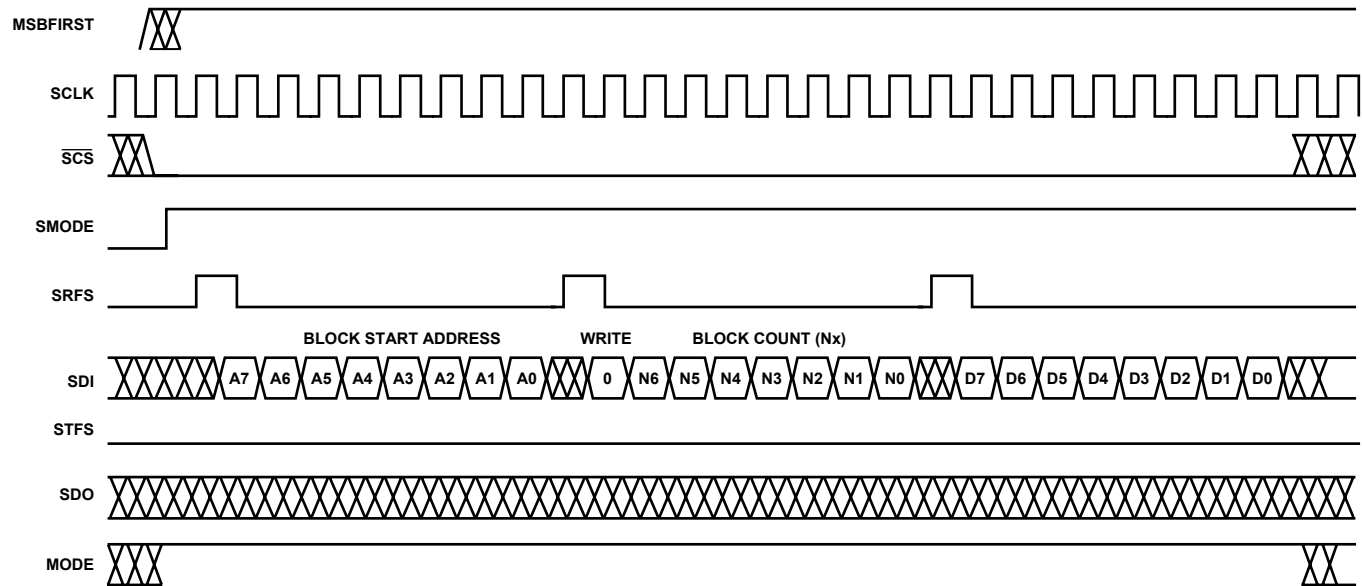 MSBFIRST
SCLK
SCS
SMODE
SRFS
BLOCK START ADDRESS WRITE BLOCK COUNT (Nx)
SDI A7 A6 A5 A4 A3 A2 A1 A0 0 N6 N5 N4 N3 N2 N1 N0 D7 D6 D5 D4 D3 D2 D1 D0
STFS
SDO
MODE